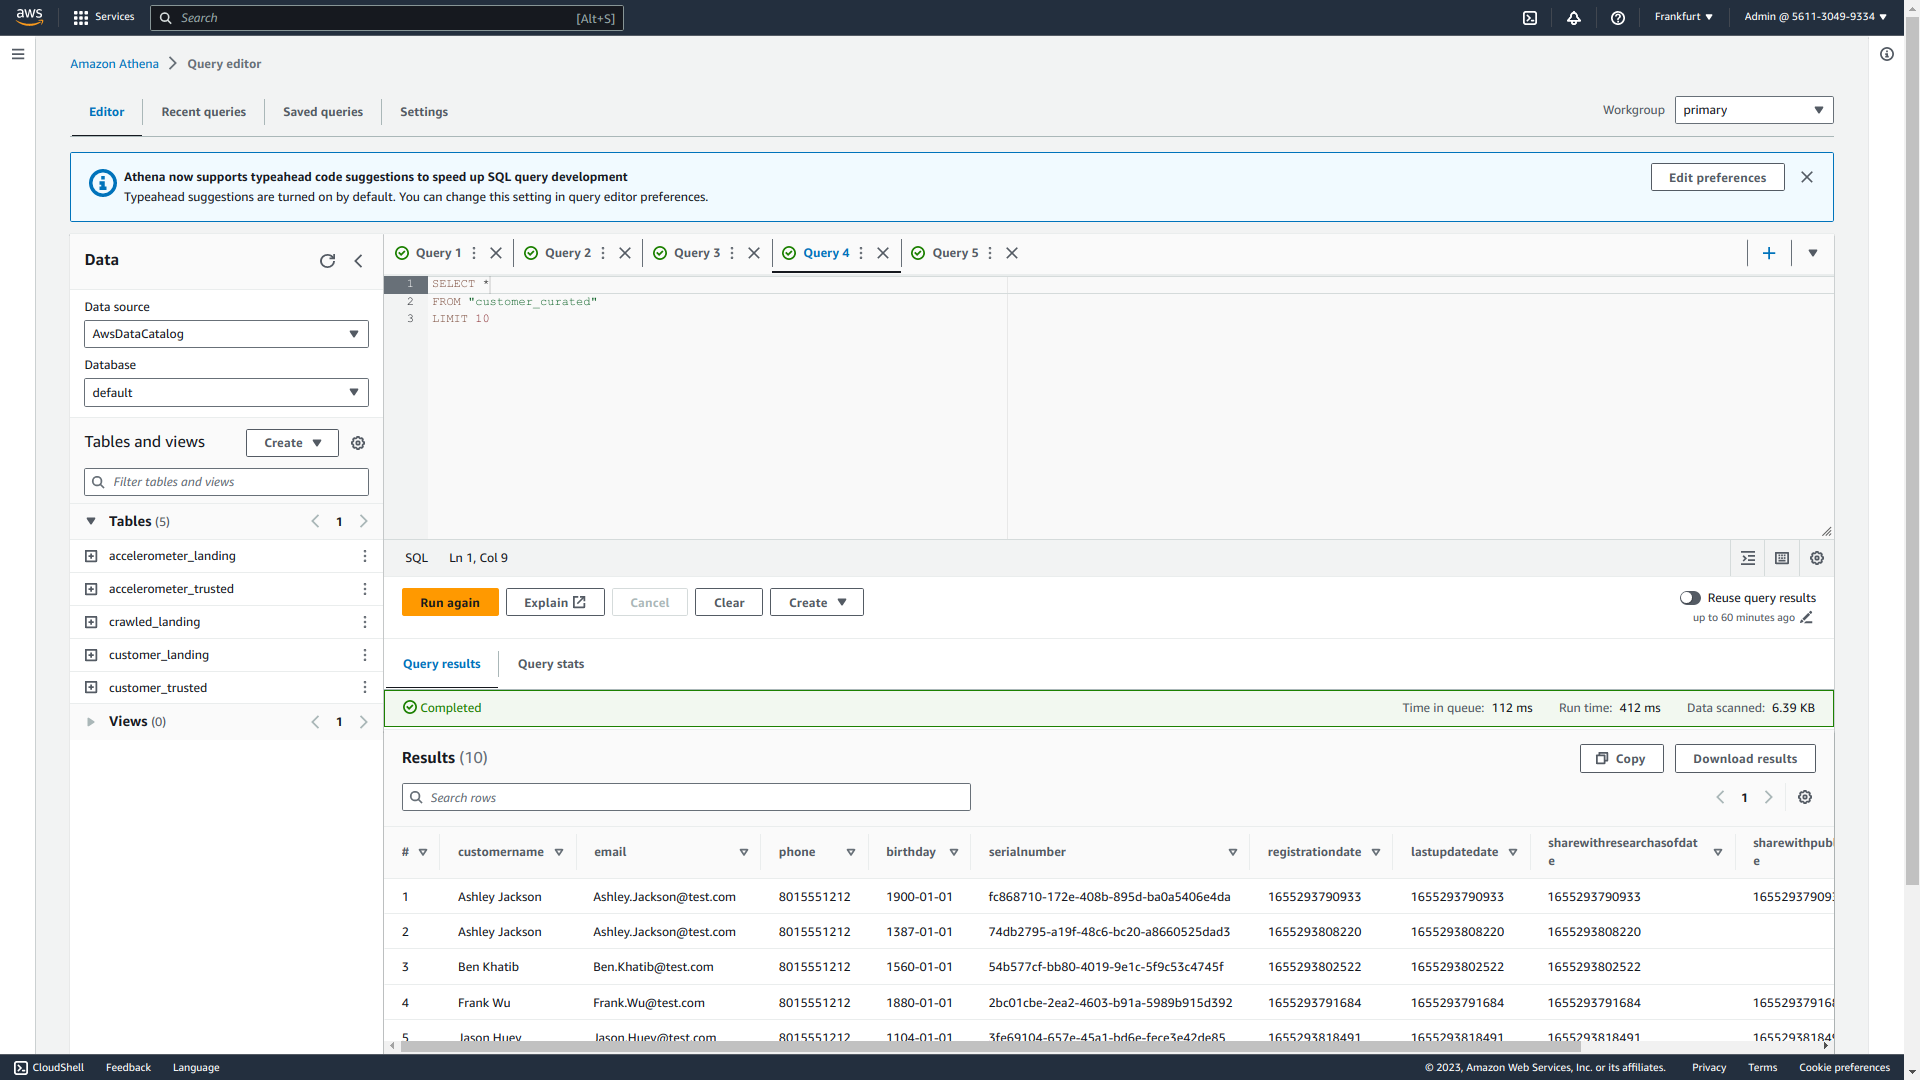 aws
Services
Search
[Alt+S]
Frankfurt
Admin @ 5611-3049-9334
Amazon Athena
Query editor
Editor
Recent queries
Saved queries
Settings
Workgroup
primary
Athena now supports typeahead code suggestions to speed up SQL query development
Typeahead suggestions are turned on by default. You can change this setting in query editor preferences.
Edit preferences
Data
Data source
AwsDataCatalog
Database
default
Tables and views
Create
Filter tables and views
Tables (5)
1
accelerometer_landing
accelerometer_trusted
crawled_landing
customer_landing
customer_trusted
Views (0)
1
Query 1
Query 2
Query 3
Query 4
Query 5
1 SELECT *
2 FROM "customer_curated"
3 LIMIT 10
SQL
Ln 1, Col 9
Run again
Explain
Cancel
Clear
Create
Reuse query results
up to 60 minutes ago
Query results
Query stats
Completed
Time in queue: 112 ms
Run time: 412 ms
Data scanned: 6.39 KB
Results (10)
Copy
Download results
Search rows
1
# customername email phone birthday serialnumber registrationdate lastupdatedate sharewithresearchasofdate sharewithpub e
1 Ashley Jackson Ashley.Jackson@test.com 8015551212 1900-01-01 fc868710-172e-408b-895d-ba0a5406e4da 1655293790933 1655293790933 1655293790933 165529379093
2 Ashley Jackson Ashley.Jackson@test.com 8015551212 1387-01-01 74db2795-a19f-48c6-bc20-a8660525dad3 1655293808220 1655293808220 1655293808220
3 Ben Khatib Ben.Khatib@test.com 8015551212 1560-01-01 54b577cf-bb80-4019-9e1c-5f9c53c4745f 1655293802522 1655293802522 1655293802522
4 Frank Wu Frank.Wu@test.com 8015551212 1880-01-01 2bc01cbe-2ea2-4603-b91a-5989b915d392 1655293791684 1655293791684 1655293791684 165529379168
5 Jason Huey Jason.Huey@test.com 8015551212 1104-01-01 3fe69104-657e-45a1-bd6e-fece3e42de85 1655293818491 1655293818491 1655293818491 165529381849
CloudShell
Feedback
Language
© 2023, Amazon Web Services, Inc. or its affiliates.
Privacy
Terms
Cookie preferences